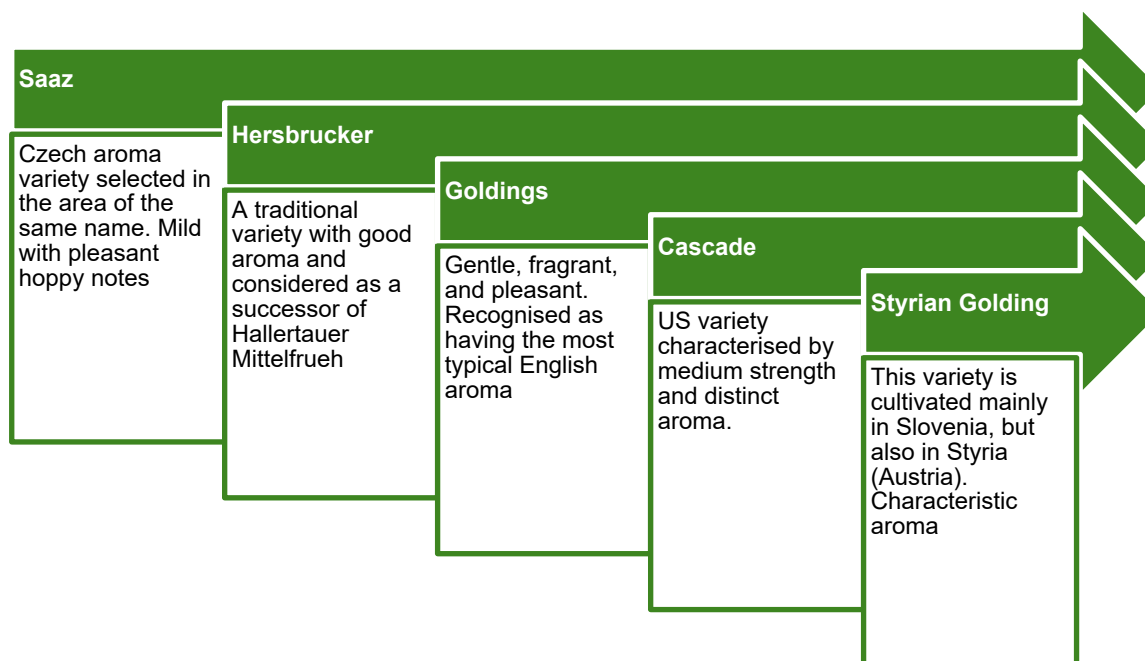 Saaz
Czech aroma
variety selected in
the area of the
same name. Mild
with pleasant
hoppy notes
Hersbrucker
A traditional
variety with good
aroma and
considered as a
successor of
Hallertauer
Mittelfrueh
Goldings
Gentle, fragrant,
and pleasant.
Recognised as
having the most
typical English
aroma
Cascade
US variety
characterised by
medium strength
and distinct
aroma.
Styrian Golding
This variety is
cultivated mainly
in Slovenia, but
also in Styria
(Austria).
Characteristic
aroma